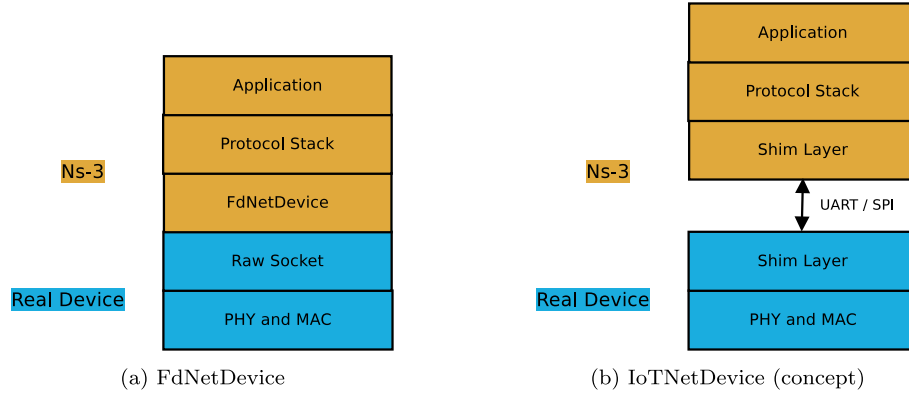 Application
Protocol Stack
Ns-3
FdNetDevice
Raw Socket
Real Device
PHY and MAC
(a) FdNetDevice
Application
Protocol Stack
Shim Layer
Ns-3
UART / SPI
Shim Layer
Real Device
PHY and MAC
(b) IoTNetDevice (concept)